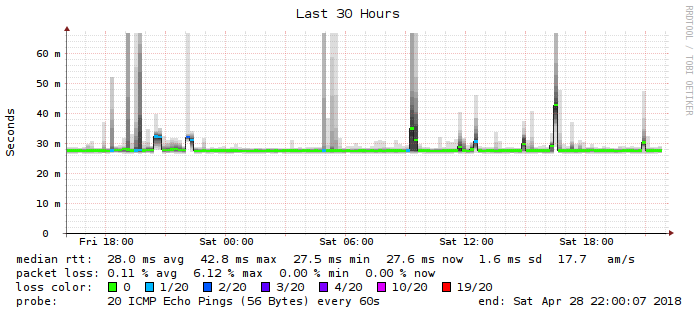 Last 30 Hours
RRDTOOL / TOBI OETIKER
Seconds
60 m
50 m
40 m
30 m
20 m
10 m
0
Fri 18:00 Sat 00:00 Sat 06:00 Sat 12:00 Sat 18:00
median rtt: 28.0 ms avg 42.8 ms max 27.5 ms min 27.6 ms now 1.6 ms sd 17.7 am/s
packet loss: 0.11 % avg 6.12 % max 0.00 % min 0.00 % now
loss color: 0 1/20 2/20 3/20 4/20 10/20 19/20
probe: 20 ICMP Echo Pings (56 Bytes) every 60s end: Sat Apr 28 22:00:07 2018